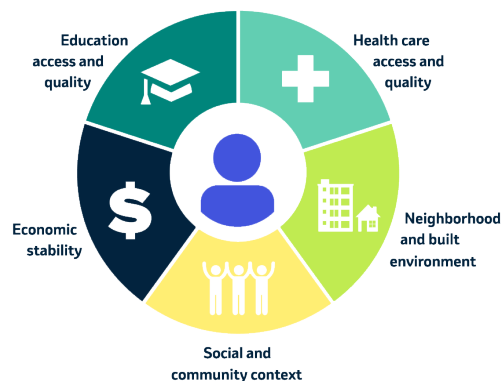 Education
access and
quality
Health care
access and
quality
$
Economic
stability
Neighborhood
and built
environment
Social and
community context